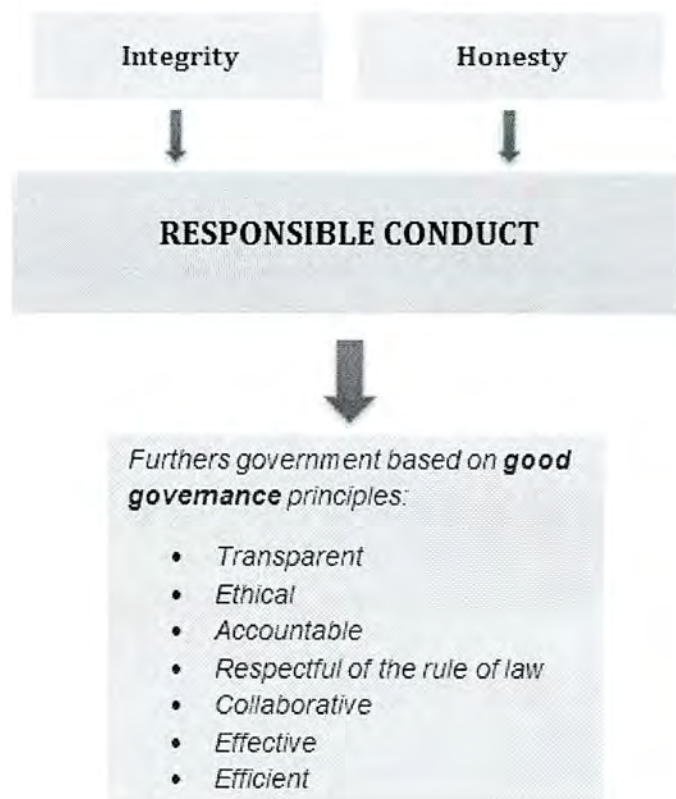 Integrity
Honesty
RESPONSIBLE CONDUCT
Furthers government based on good
governance principles:
• Transparent
• Ethical
• Accountable
• Respectful of the rule of law
• Collaborative
• Effective
• Efficient